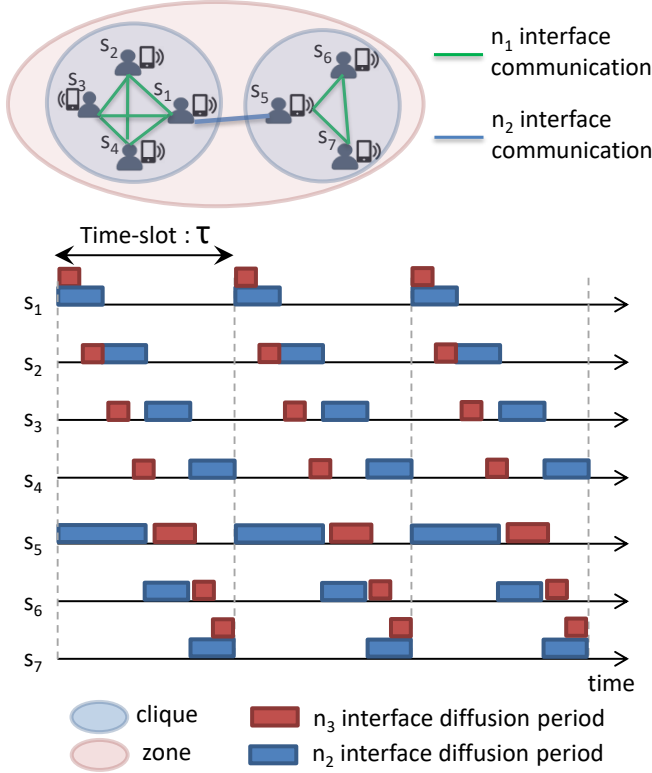 s2
s3
s1
s4
s6
s5
s7
n1 interface
communication
n2 interface
communication
Time-slot : τ
s1
s2
s3
s4
s5
s6
s7
time
clique
zone
n3 interface diffusion period
n2 interface diffusion period